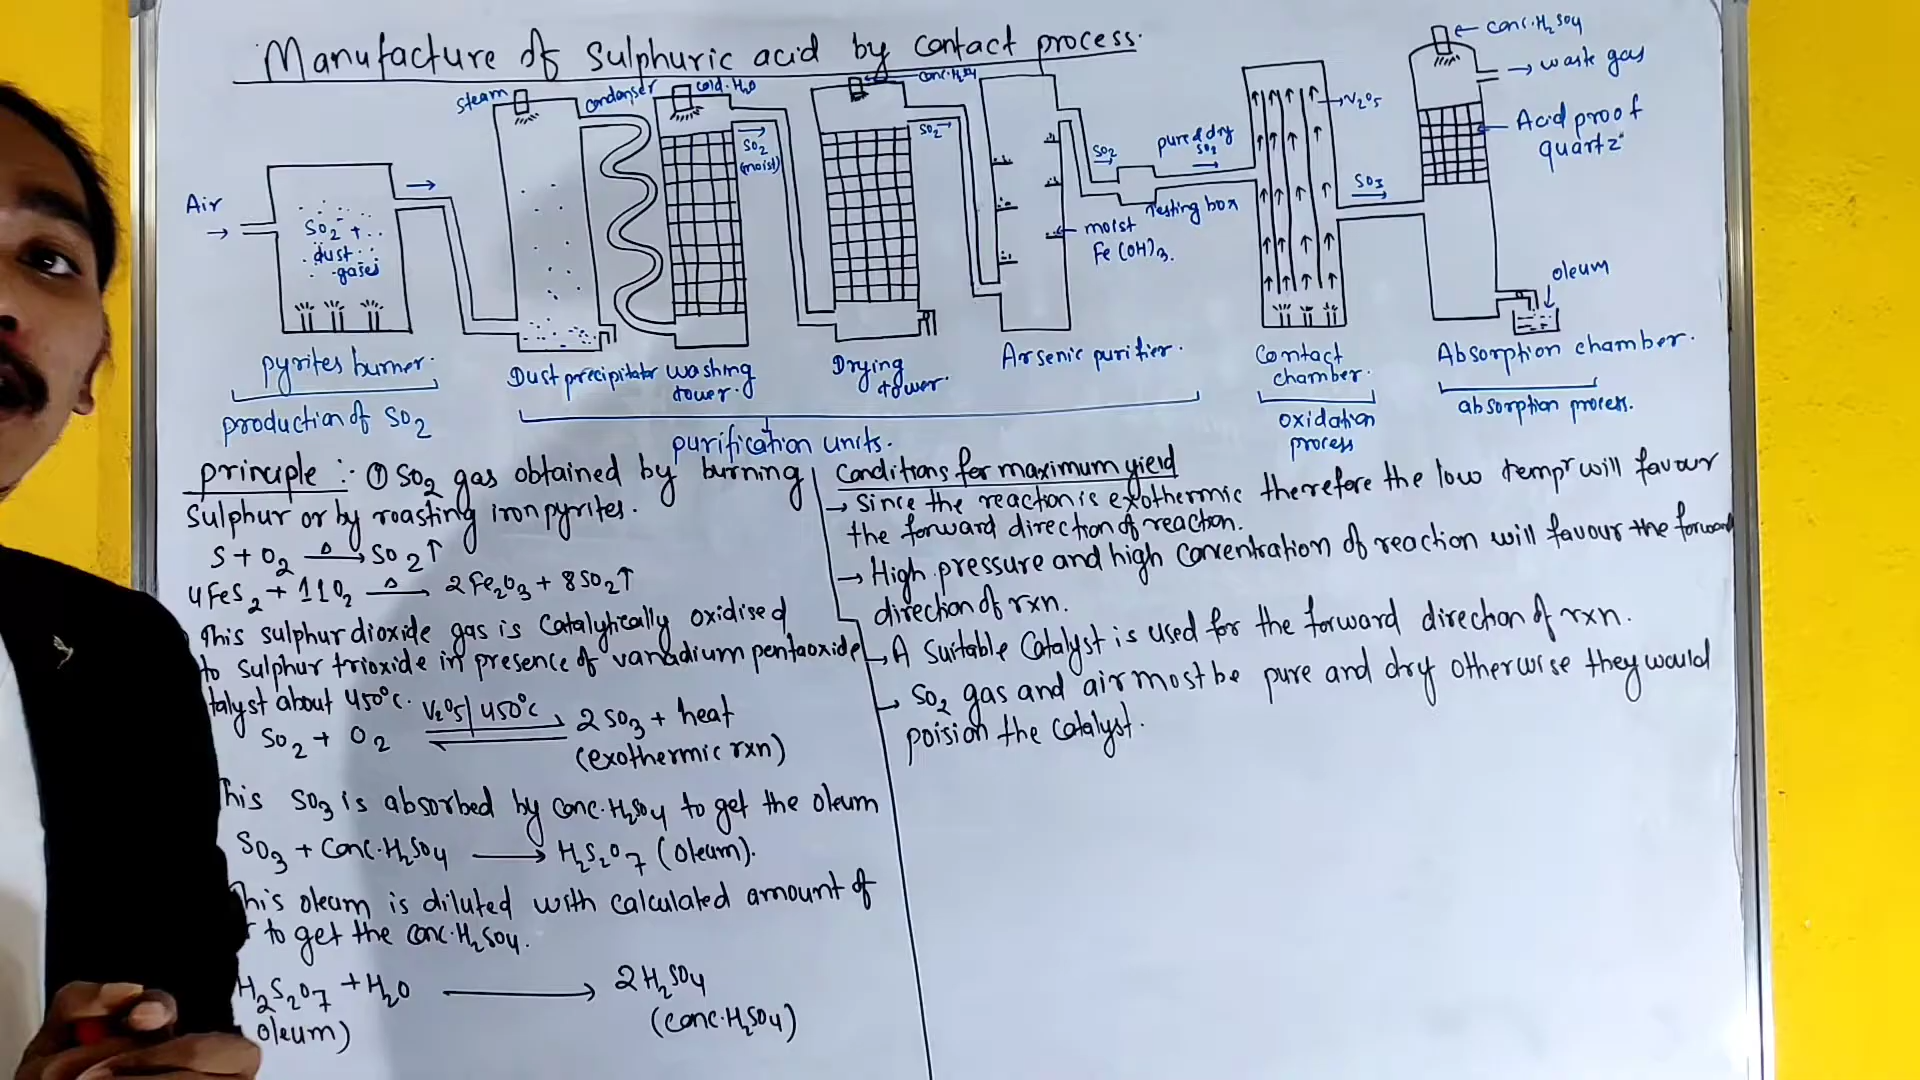 Manufacture of sulphuric acid by contact process.
steam
condenser
cold.H2O
conc.H2SO4
conc.H2SO4
waste gas
V2O5
Acid proof
quartz
Air
SO2 +
dust
gases
SO2
(moist)
SO2
SO2
pure & dry
SO2
Testing box
moist
Fe(OH)3.
SO3
oleum
pyrites burner.
Dust precipitator
washing
tower.
Drying
tower.
Arsenic purifier.
Contact
chamber.
Absorption chamber.
production of SO2
purification units.
oxidation
process
absorption process.
principle :- ① SO2 gas obtained by burning
Sulphur or by roasting iron pyrites.
S + O2 Δ→ SO2↑
4FeS2 + 11O2 Δ→ 2Fe2O3 + 8SO2↑
This sulphur dioxide gas is catalytically oxidised
to sulphur trioxide in presence of vanadium pentaoxide
talyst about 450°c.
SO2 + O2 V2O5/450°C ⇌ 2SO3 + heat
(exothermic rxn)
his SO3 is absorbed by conc.H2SO4 to get the oleum
SO3 + Conc.H2SO4 → H2S2O7 (oleum).
his oleum is diluted with calculated amount of
to get the conc.H2SO4.
H2S2O7 + H2O → 2H2SO4
oleum)
(conc.H2SO4)
Conditions for maximum yield
→ Since the reaction is exothermic therefore the low tempr will favour
the forward direction of reaction.
→ High pressure and high concentration of reaction will favour the forward
direction of rxn.
→ A Suitable Catalyst is used for the forward direction of rxn.
→ SO2 gas and air most be pure and dry otherwise they would
poision the catalyst.